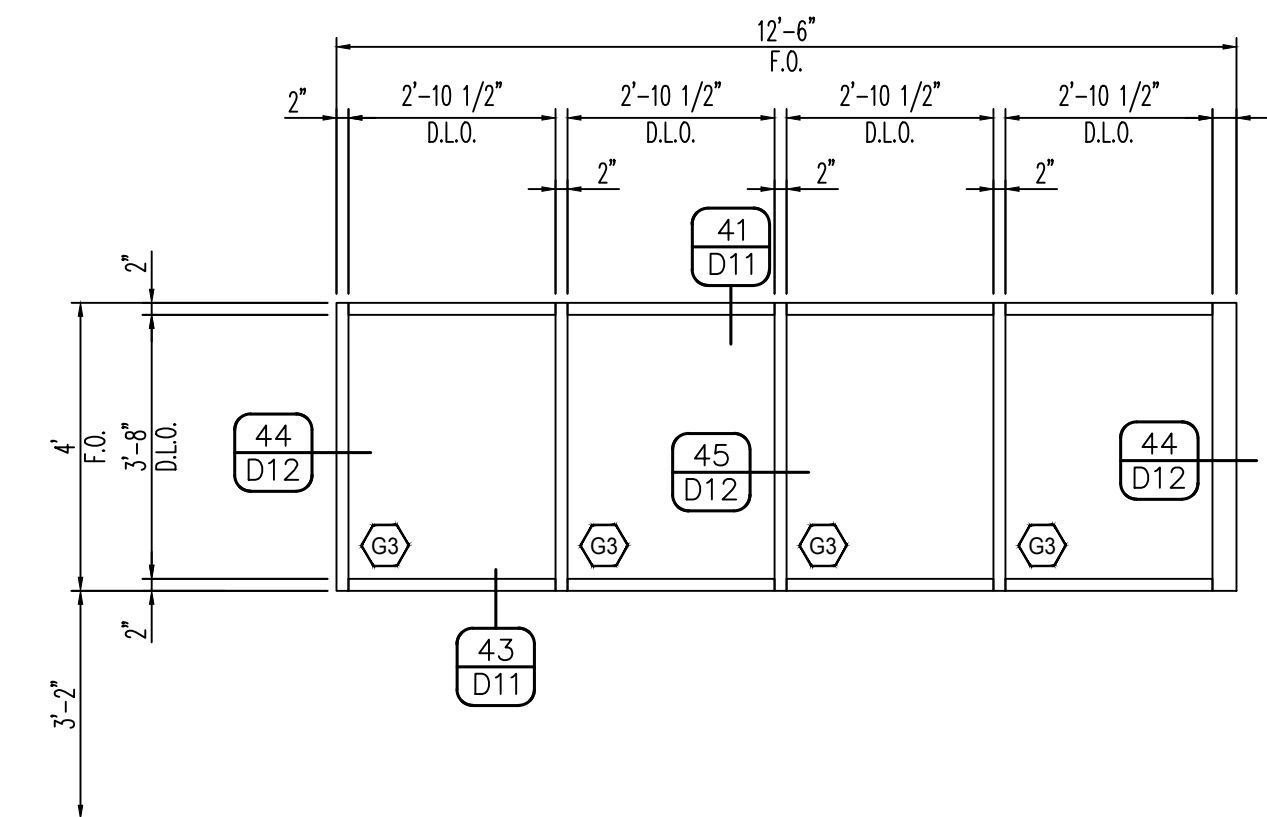 12'-6"
F.O.
2"
2'-10 1/2"
D.L.O.
2'-10 1/2"
D.L.O.
2'-10 1/2"
D.L.O.
2'-10 1/2"
D.L.O.
2"
2"
2"
41
D11
2"
4'
F.O.
3'-8"
D.L.O.
44
D12
45
D12
44
D12
G3
G3
G3
G3
2"
43
D11
3'-2"